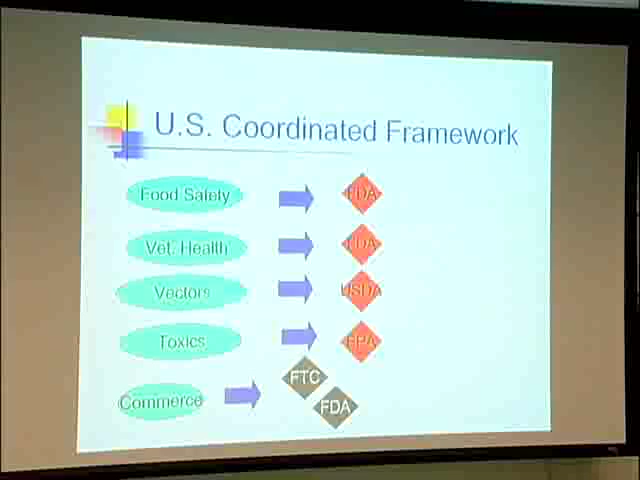 U.S. Coordinated Framework
Food Safety
FDA
Vet. Health
FDA
Vectors
USDA
Toxics
EPA
Commerce
FTC
FDA